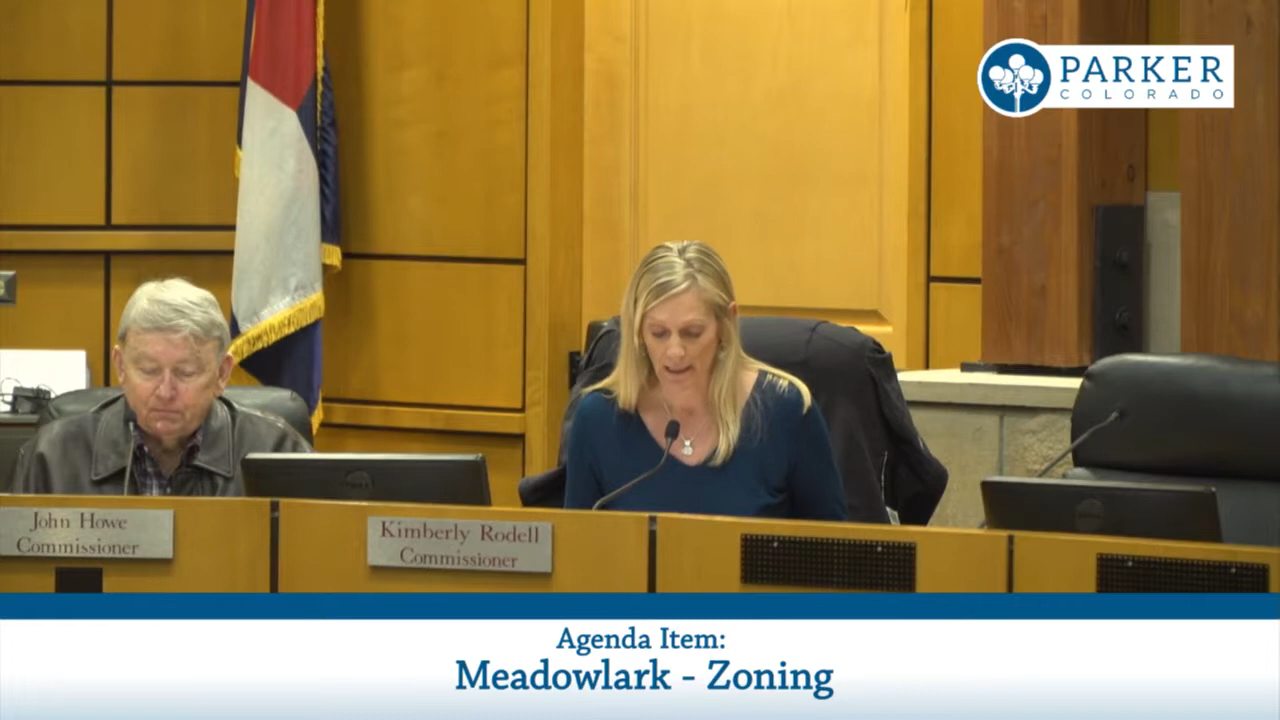 PARKER
COLORADO
John Howe
Commissioner
Kimberly Rodell
Commissioner
Agenda Item:
Meadowlark - Zoning